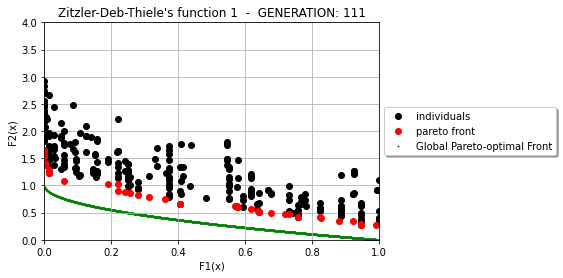 Zitzler-Deb-Thiele's function 1 - GENERATION: 111
4.0
3.5
3.0
2.5
2.0
1.5
1.0
0.5
0.0
F2(x)
0.0 0.2 0.4 0.6 0.8 1.0
F1(x)
individuals
pareto front
Global Pareto-optimal Front